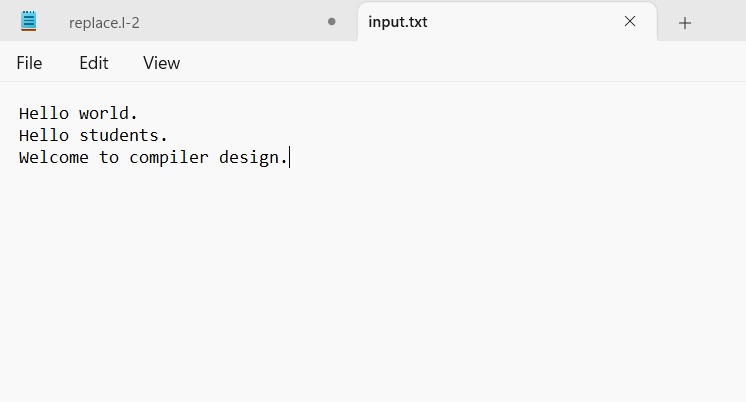 replace.l-2
input.txt
File Edit View
Hello world.
Hello students.
Welcome to compiler design.